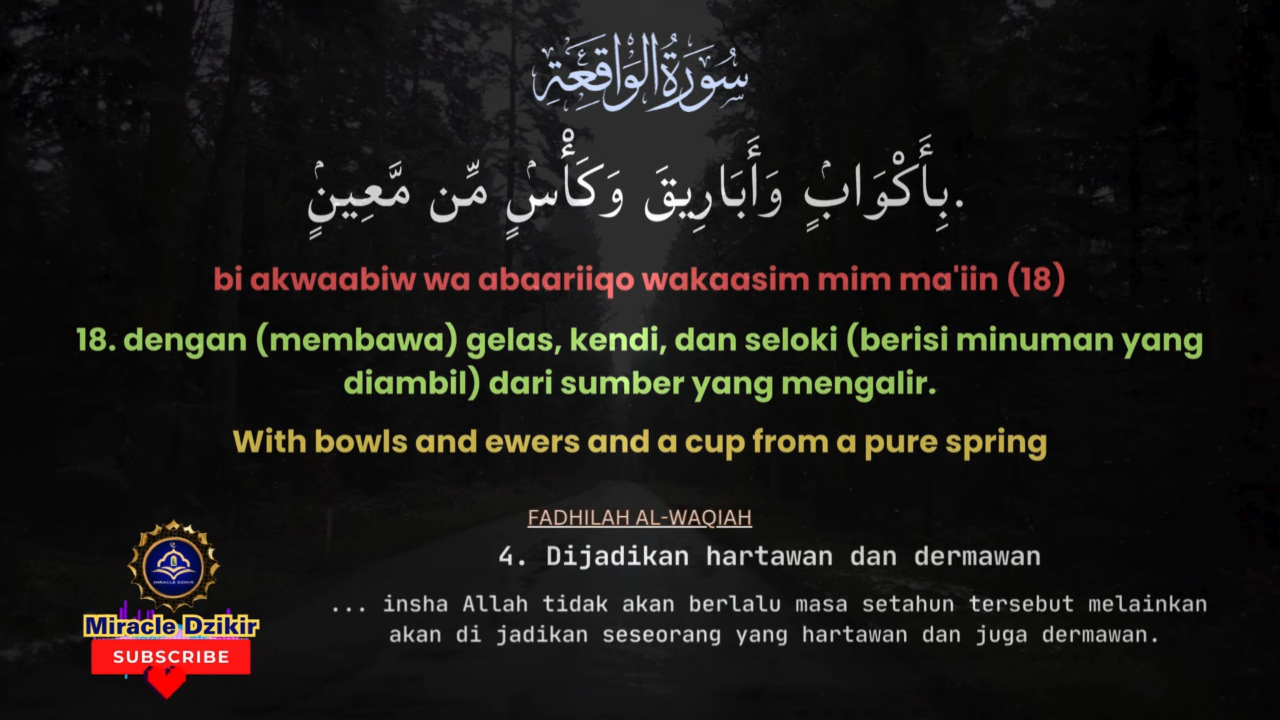 سُورَةُ الوَاقِعَةِ
بِأَكْوَابٍۢ وَأَبَارِيقَ وَكَأْسٍۢ مِّن مَّعِينٍۢ.
bi akwaabiw wa abaariiqo wakaasim mim ma'iin (18)
18. dengan (membawa) gelas, kendi, dan seloki (berisi minuman yang
diambil) dari sumber yang mengalir.
With bowls and ewers and a cup from a pure spring
FADHILAH AL-WAQIAH
4. Dijadikan hartawan dan dermawan
... insha Allah tidak akan berlalu masa setahun tersebut melainkan
akan di jadikan seseorang yang hartawan dan juga dermawan.
MIRACLE DZIKIR
Miracle Dzikir
SUBSCRIBE